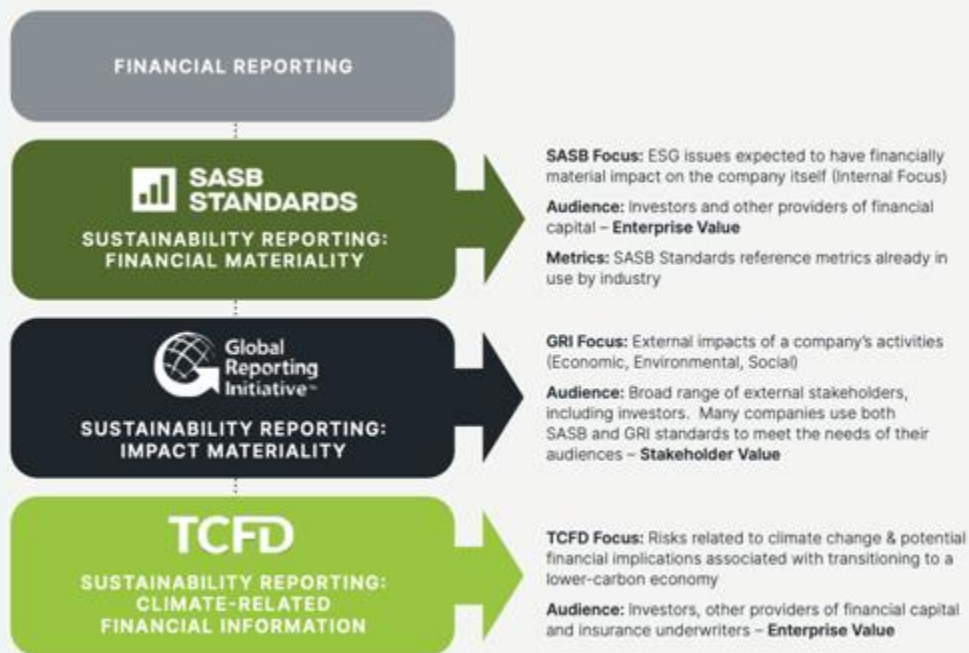 FINANCIAL REPORTING
SASB
STANDARDS
SUSTAINABILITY REPORTING:
FINANCIAL MATERIALITY
SASB Focus: ESG issues expected to have financially
material impact on the company itself (Internal Focus)
Audience: Investors and other providers of financial
capital – Enterprise Value
Metrics: SASB Standards reference metrics already in
use by industry
Global
Reporting
Initiative™
SUSTAINABILITY REPORTING:
IMPACT MATERIALITY
GRI Focus: External impacts of a company's activities
(Economic, Environmental, Social)
Audience: Broad range of external stakeholders,
including investors. Many companies use both
SASB and GRI standards to meet the needs of their
audiences – Stakeholder Value
TCFD
SUSTAINABILITY REPORTING:
CLIMATE-RELATED
FINANCIAL INFORMATION
TCFD Focus: Risks related to climate change & potential
financial implications associated with transitioning to a
lower-carbon economy
Audience: Investors, other providers of financial capital
and insurance underwriters – Enterprise Value